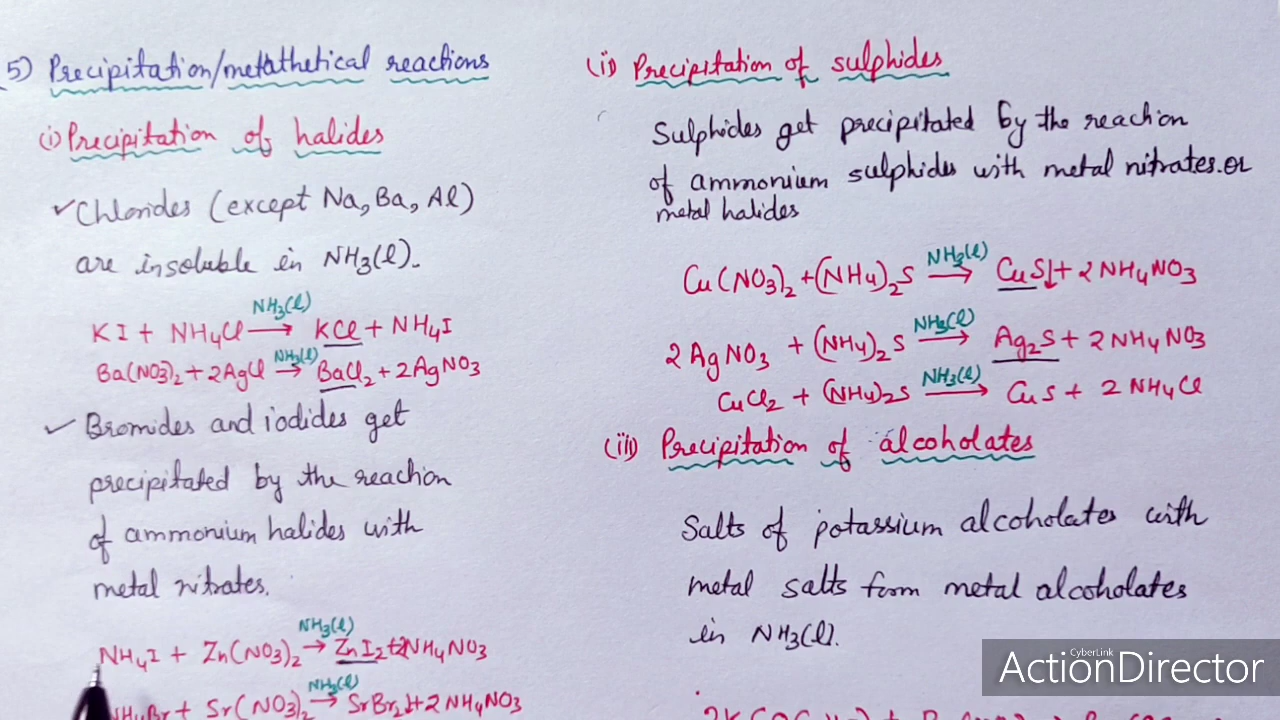 5) Precipitation/metathetical reactions
(i) Precipitation of halides
✓Chlorides (except Na, Ba, Al)
are insoluble in NH3(l).
KI + NH4Cl NH3(l)→ KCl + NH4I
Ba(NO3)2 + 2AgCl NH3(l)→ BaCl2 + 2AgNO3
✓ Bromides and iodides get
precipitated by the reaction
of ammonium halides with
metal nitrates.
NH4I + Zn(NO3)2 NH3(l)→ ZnI2 + 2NH4NO3
NH4Br + Sr(NO3)2 NH3(l)→ SrBr2↓ + 2NH4NO3
(ii) Precipitation of sulphides
Sulphides get precipitated by the reaction
of ammonium sulphides with metal nitrates. or
metal halides
Cu(NO3)2 + (NH4)2S NH3(l)→ CuS↓ + 2NH4NO3
2AgNO3 + (NH4)2S NH3(l)→ Ag2S + 2NH4NO3
CuCl2 + (NH4)2S NH3(l)→ CuS + 2NH4Cl
(iii) Precipitation of alcoholates
Salts of potassium alcoholates with
metal salts form metal alcoholates
in NH3(l).
CyberLink
ActionDirector